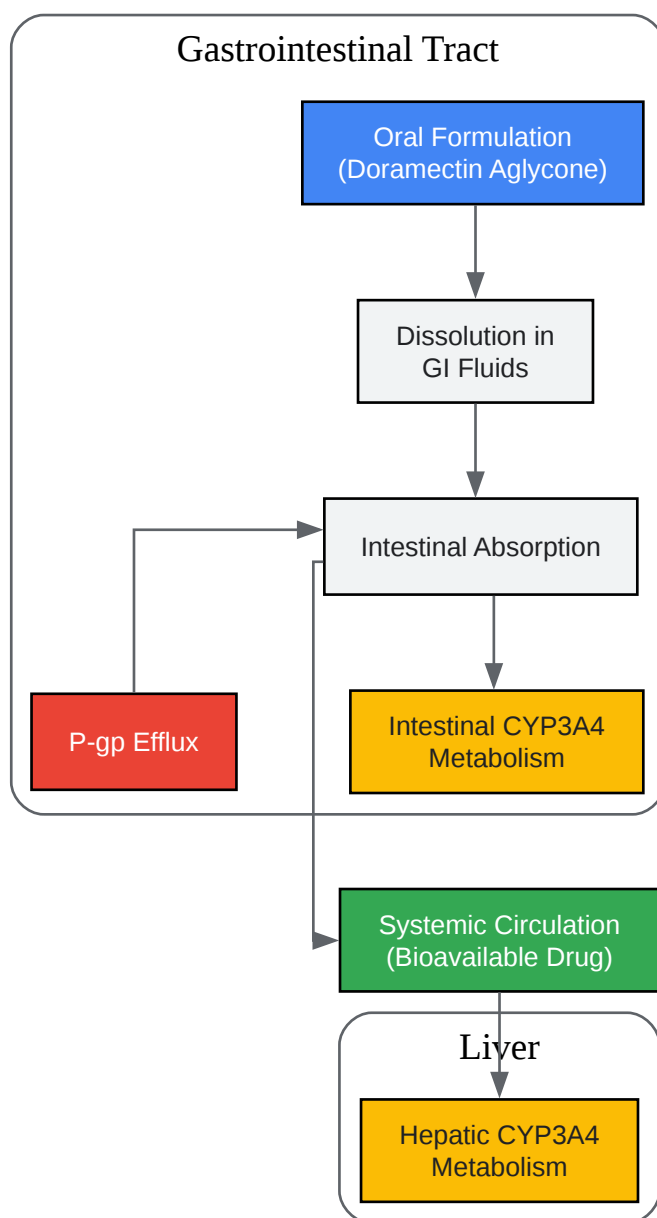 Gastrointestinal Tract
Oral Formulation
(Doramectin Aglycone)
Dissolution in
GI Fluids
Intestinal Absorption
P-gp Efflux
Intestinal CYP3A4
Metabolism
Systemic Circulation
(Bioavailable Drug)
Liver
Hepatic CYP3A4
Metabolism